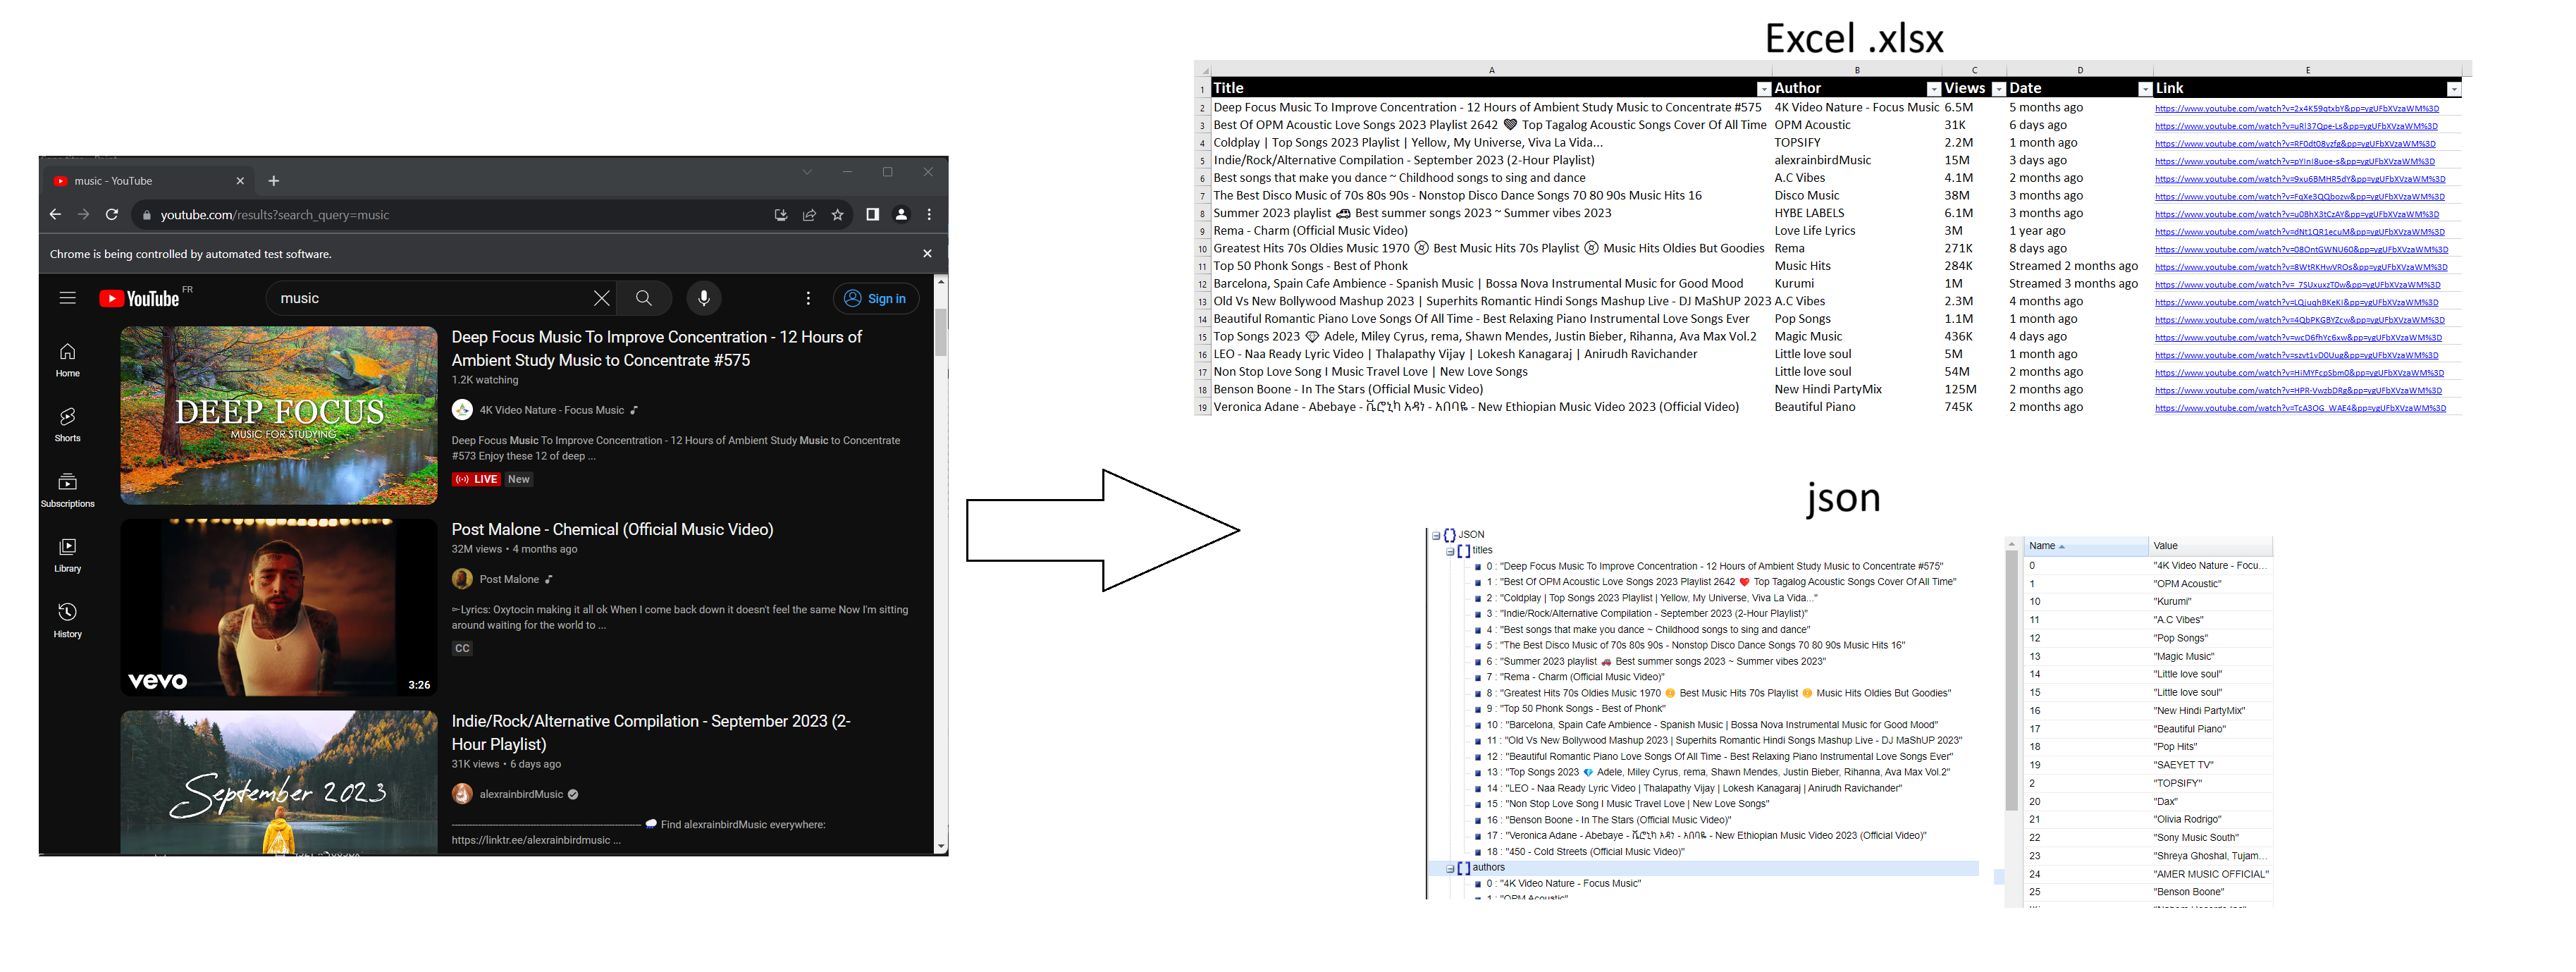 Excel .xlsx
A B C D E
1 Title Author Views Date Link
2 Deep Focus Music To Improve Concentration - 12 Hours of Ambient Study Music to Concentrate #575 4K Video Nature - Focus Music 6.5M 5 months ago
3 Best Of OPM Acoustic Love Songs 2023 Playlist 2642 🖤 Top Tagalog Acoustic Songs Cover Of All Time OPM Acoustic 31K 6 days ago
4 Coldplay | Top Songs 2023 Playlist | Yellow, My Universe, Viva La Vida... TOPSIFY 2.2M 1 month ago
5 Indie/Rock/Alternative Compilation - September 2023 (2-Hour Playlist) alexrainbirdMusic 15M 3 days ago
6 Best songs that make you dance ~ Childhood songs to sing and dance A.C Vibes 4.1M 2 months ago
7 The Best Disco Music of 70s 80s 90s - Nonstop Disco Dance Songs 70 80 90s Music Hits 16 Disco Music 38M 3 months ago
8 Summer 2023 playlist 🚗 Best summer songs 2023 ~ Summer vibes 2023 HYBE LABELS 6.1M 3 months ago
9 Rema - Charm (Official Music Video) Love Life Lyrics 3M 1 year ago
10 Greatest Hits 70s Oldies Music 1970 📀 Best Music Hits 70s Playlist 📀 Music Hits Oldies But Goodies Rema 271K 8 days ago
11 Top 50 Phonk Songs - Best of Phonk Music Hits 284K Streamed 2 months ago
12 Barcelona, Spain Cafe Ambience - Spanish Music | Bossa Nova Instrumental Music for Good Mood Kurumi 1M Streamed 3 months ago
13 Old Vs New Bollywood Mashup 2023 | Superhits Romantic Hindi Songs Mashup Live - DJ MaShUP 2023 A.C Vibes 2.3M 4 months ago
14 Beautiful Romantic Piano Love Songs Of All Time - Best Relaxing Piano Instrumental Love Songs Ever Pop Songs 1.1M 1 month ago
15 Top Songs 2023 💎 Adele, Miley Cyrus, rema, Shawn Mendes, Justin Bieber, Rihanna, Ava Max Vol.2 Magic Music 436K 4 days ago
16 LEO - Naa Ready Lyric Video | Thalapathy Vijay | Lokesh Kanagaraj | Anirudh Ravichander Little love soul 5M 1 month ago
17 Non Stop Love Song I Music Travel Love | New Love Songs Little love soul 54M 2 months ago
18 Benson Boone - In The Stars (Official Music Video) New Hindi PartyMix 125M 2 months ago
19 Veronica Adane - Abebaye - ቬሮኒካ አዳነ - አበባዬ - New Ethiopian Music Video 2023 (Official Video) Beautiful Piano 745K 2 months ago
music - YouTube
youtube.com/results?search_query=music
Chrome is being controlled by automated test software.
YouTube FR
music
Sign in
Home
Shorts
Subscriptions
Library
History
DEEP FOCUS
MUSIC FOR STUDYING
Deep Focus Music To Improve Concentration - 12 Hours of
Ambient Study Music to Concentrate #575
1.2K watching
4K Video Nature - Focus Music
Deep Focus Music To Improve Concentration - 12 Hours of Ambient Study Music to Concentrate
#573 Enjoy these 12 of deep ...
LIVE New
vevo
3:26
Post Malone - Chemical (Official Music Video)
32M views • 4 months ago
Post Malone
➳Lyrics: Oxytocin making it all ok When I come back down it doesn't feel the same Now I'm sitting
around waiting for the world to ...
CC
September 2023
Indie/Rock/Alternative Compilation - September 2023 (2-
Hour Playlist)
31K views • 6 days ago
alexrainbirdMusic
Find alexrainbirdMusic everywhere:
https://linktr.ee/alexrainbirdmusic ...
json
JSON
titles
0 : "Deep Focus Music To Improve Concentration - 12 Hours of Ambient Study Music to Concentrate #575"
1 : "Best Of OPM Acoustic Love Songs 2023 Playlist 2642 ❤️ Top Tagalog Acoustic Songs Cover Of All Time"
2 : "Coldplay | Top Songs 2023 Playlist | Yellow, My Universe, Viva La Vida..."
3 : "Indie/Rock/Alternative Compilation - September 2023 (2-Hour Playlist)"
4 : "Best songs that make you dance ~ Childhood songs to sing and dance"
5 : "The Best Disco Music of 70s 80s 90s - Nonstop Disco Dance Songs 70 80 90s Music Hits 16"
6 : "Summer 2023 playlist 🚗 Best summer songs 2023 ~ Summer vibes 2023"
7 : "Rema - Charm (Official Music Video)"
8 : "Greatest Hits 70s Oldies Music 1970 📀 Best Music Hits 70s Playlist 📀 Music Hits Oldies But Goodies"
9 : "Top 50 Phonk Songs - Best of Phonk"
10 : "Barcelona, Spain Cafe Ambience - Spanish Music | Bossa Nova Instrumental Music for Good Mood"
11 : "Old Vs New Bollywood Mashup 2023 | Superhits Romantic Hindi Songs Mashup Live - DJ MaShUP 2023"
12 : "Beautiful Romantic Piano Love Songs Of All Time - Best Relaxing Piano Instrumental Love Songs Ever"
13 : "Top Songs 2023 💎 Adele, Miley Cyrus, rema, Shawn Mendes, Justin Bieber, Rihanna, Ava Max Vol.2"
14 : "LEO - Naa Ready Lyric Video | Thalapathy Vijay | Lokesh Kanagaraj | Anirudh Ravichander"
15 : "Non Stop Love Song I Music Travel Love | New Love Songs"
16 : "Benson Boone - In The Stars (Official Music Video)"
17 : "Veronica Adane - Abebaye - ቬሮኒካ አዳነ - አበባዬ - New Ethiopian Music Video 2023 (Official Video)"
18 : "450 - Cold Streets (Official Music Video)"
authors
0 : "4K Video Nature - Focus Music"
1 : "OPM Acoustic"
Name Value
0 "4K Video Nature - Focu...
1 "OPM Acoustic"
10 "Kurumi"
11 "A.C Vibes"
12 "Pop Songs"
13 "Magic Music"
14 "Little love soul"
15 "Little love soul"
16 "New Hindi PartyMix"
17 "Beautiful Piano"
18 "Pop Hits"
19 "SAEYET TV"
2 "TOPSIFY"
20 "Dax"
21 "Olivia Rodrigo"
22 "Sony Music South"
23 "Shreya Ghoshal, Tujam...
24 "AMER MUSIC OFFICIAL"
25 "Benson Boone"